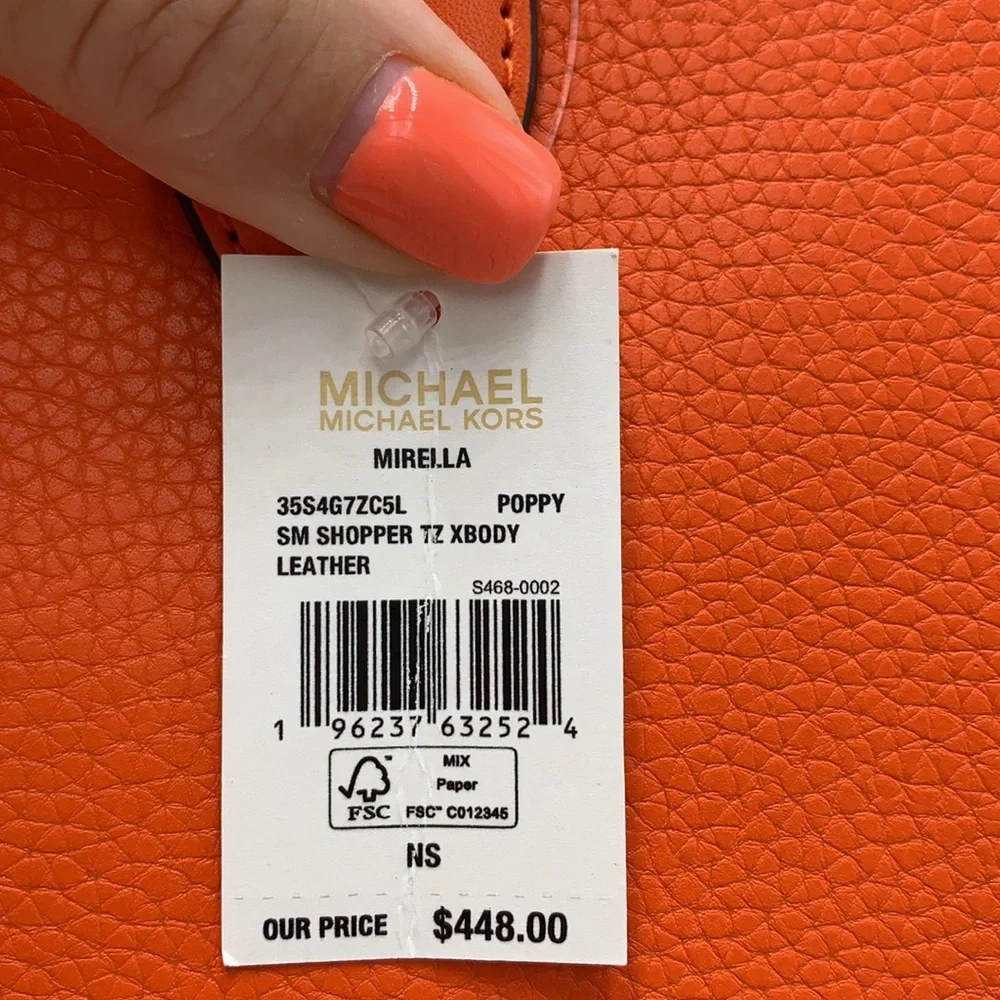 MICHAEL
MICHAEL KORS
MIRELLA
35S4G7ZC5L POPPY
SM SHOPPER TZ XBODY
LEATHER
S468-0002
1 96237 63252 4
MIX
Paper
FSC FSC™ C012345
NS
OUR PRICE $448.00